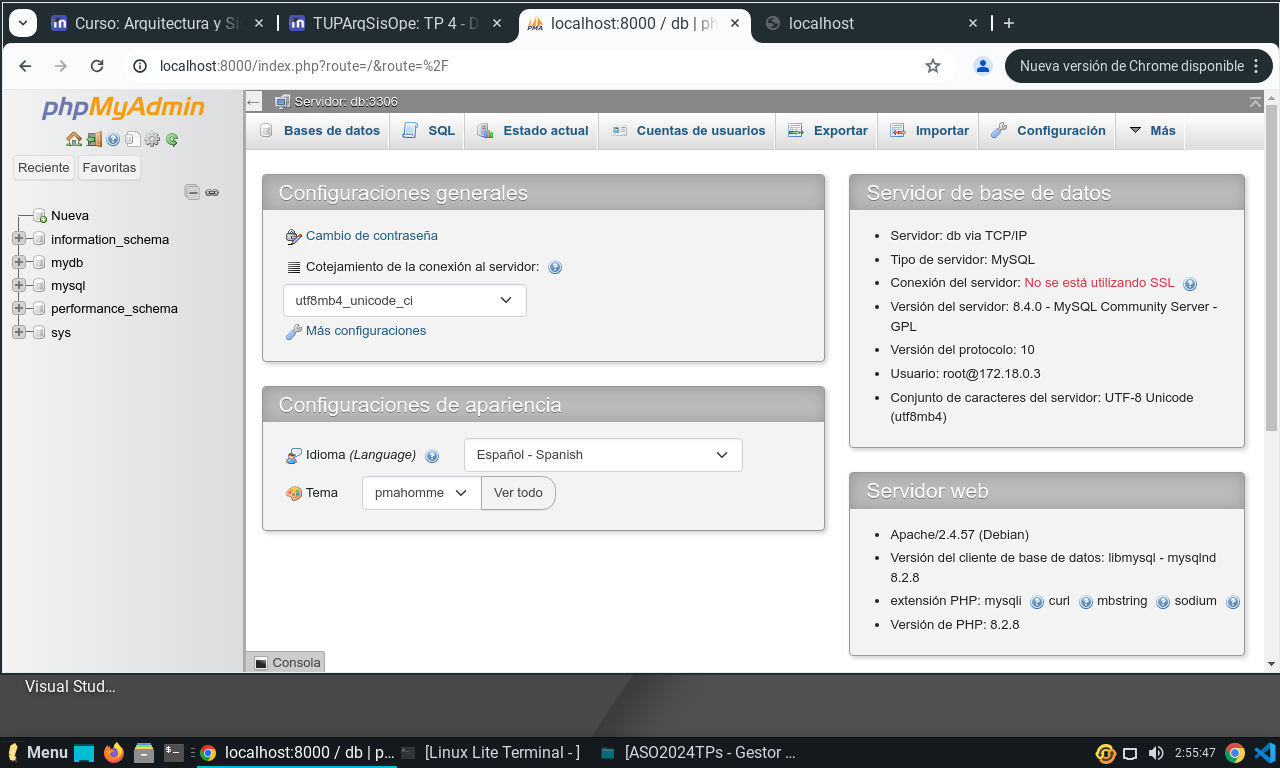 Curso: Arquitectura y Si
TUPArqSisOpe: TP 4 - D
localhost:8000 / db | ph
localhost
localhost:8000/index.php?route=/&route=%2F
Nueva versión de Chrome disponible
phpMyAdmin
Reciente
Favoritas
Nueva
information_schema
mydb
mysql
performance_schema
sys
Servidor: db:3306
Bases de datos
SQL
Estado actual
Cuentas de usuarios
Exportar
Importar
Configuración
Más
Configuraciones generales
Cambio de contraseña
Cotejamiento de la conexión al servidor:
utf8mb4_unicode_ci
Más configuraciones
Configuraciones de apariencia
Idioma (Language)
Español - Spanish
Tema
pmahomme
Ver todo
Servidor de base de datos
Servidor: db via TCP/IP
Tipo de servidor: MySQL
Conexión del servidor: No se está utilizando SSL
Versión del servidor: 8.4.0 - MySQL Community Server -
GPL
Versión del protocolo: 10
Usuario: root@172.18.0.3
Conjunto de caracteres del servidor: UTF-8 Unicode
(utf8mb4)
Servidor web
Apache/2.4.57 (Debian)
Versión del cliente de base de datos: libmysql - mysqlnd
8.2.8
extensión PHP: mysqli curl mbstring sodium
Versión de PHP: 8.2.8
Consola
Visual Stud...
Menu
localhost:8000 / db | p...
[Linux Lite Terminal - ]
[ASO2024TPs - Gestor ...
2:55:47